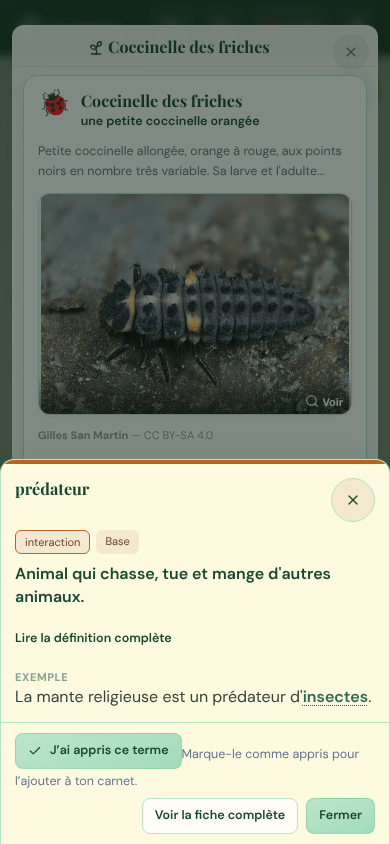 Coccinelle des friches
Coccinelle des friches
une petite coccinelle orangée
Petite coccinelle allongée, orange à rouge, aux points
noirs en nombre très variable. Sa larve et l'adulte…
Voir
Gilles San Martin — CC BY-SA 4.0
prédateur
interaction Base
Animal qui chasse, tue et mange d'autres
animaux.
Lire la définition complète
EXEMPLE
La mante religieuse est un prédateur d'insectes.
J'ai appris ce terme Marque-le comme appris pour
l'ajouter à ton carnet.
Voir la fiche complète Fermer